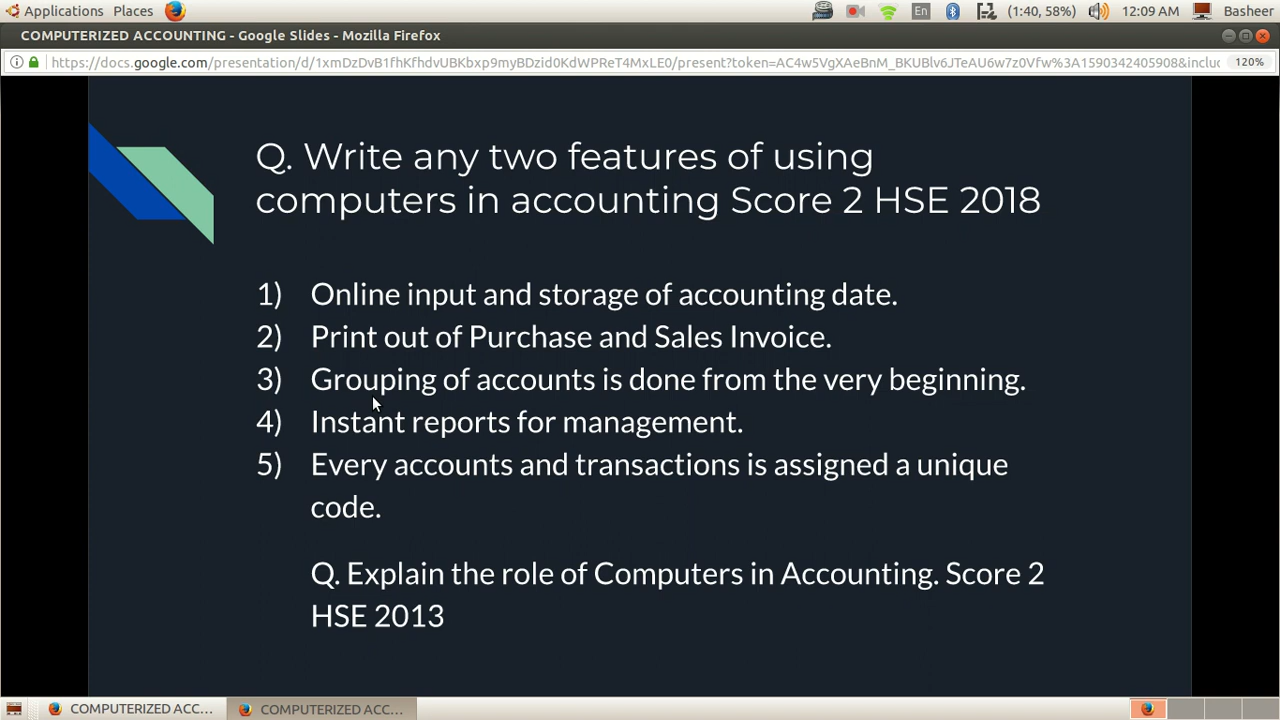 Applications Places En (1:40, 58%) 12:09 AM Basheer
COMPUTERIZED ACCOUNTING - Google Slides - Mozilla Firefox
https://docs.google.com/presentation/d/1xmDzDvB1fhKfhdvUBKbxp9myBDzid0KdWPReT4MxLE0/present?token=AC4w5VgXAeBnM_BKUBlv6JTeAU6w7z0Vfw%3A1590342405908&includ 120%
Q. Write any two features of using
computers in accounting Score 2 HSE 2018
1) Online input and storage of accounting date.
2) Print out of Purchase and Sales Invoice.
3) Grouping of accounts is done from the very beginning.
4) Instant reports for management.
5) Every accounts and transactions is assigned a unique
code.
Q. Explain the role of Computers in Accounting. Score 2
HSE 2013
COMPUTERIZED ACC... COMPUTERIZED ACC...